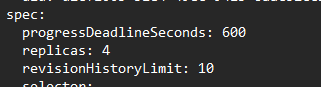 spec:
progressDeadlineSeconds: 600
replicas: 4
revisionHistoryLimit: 10